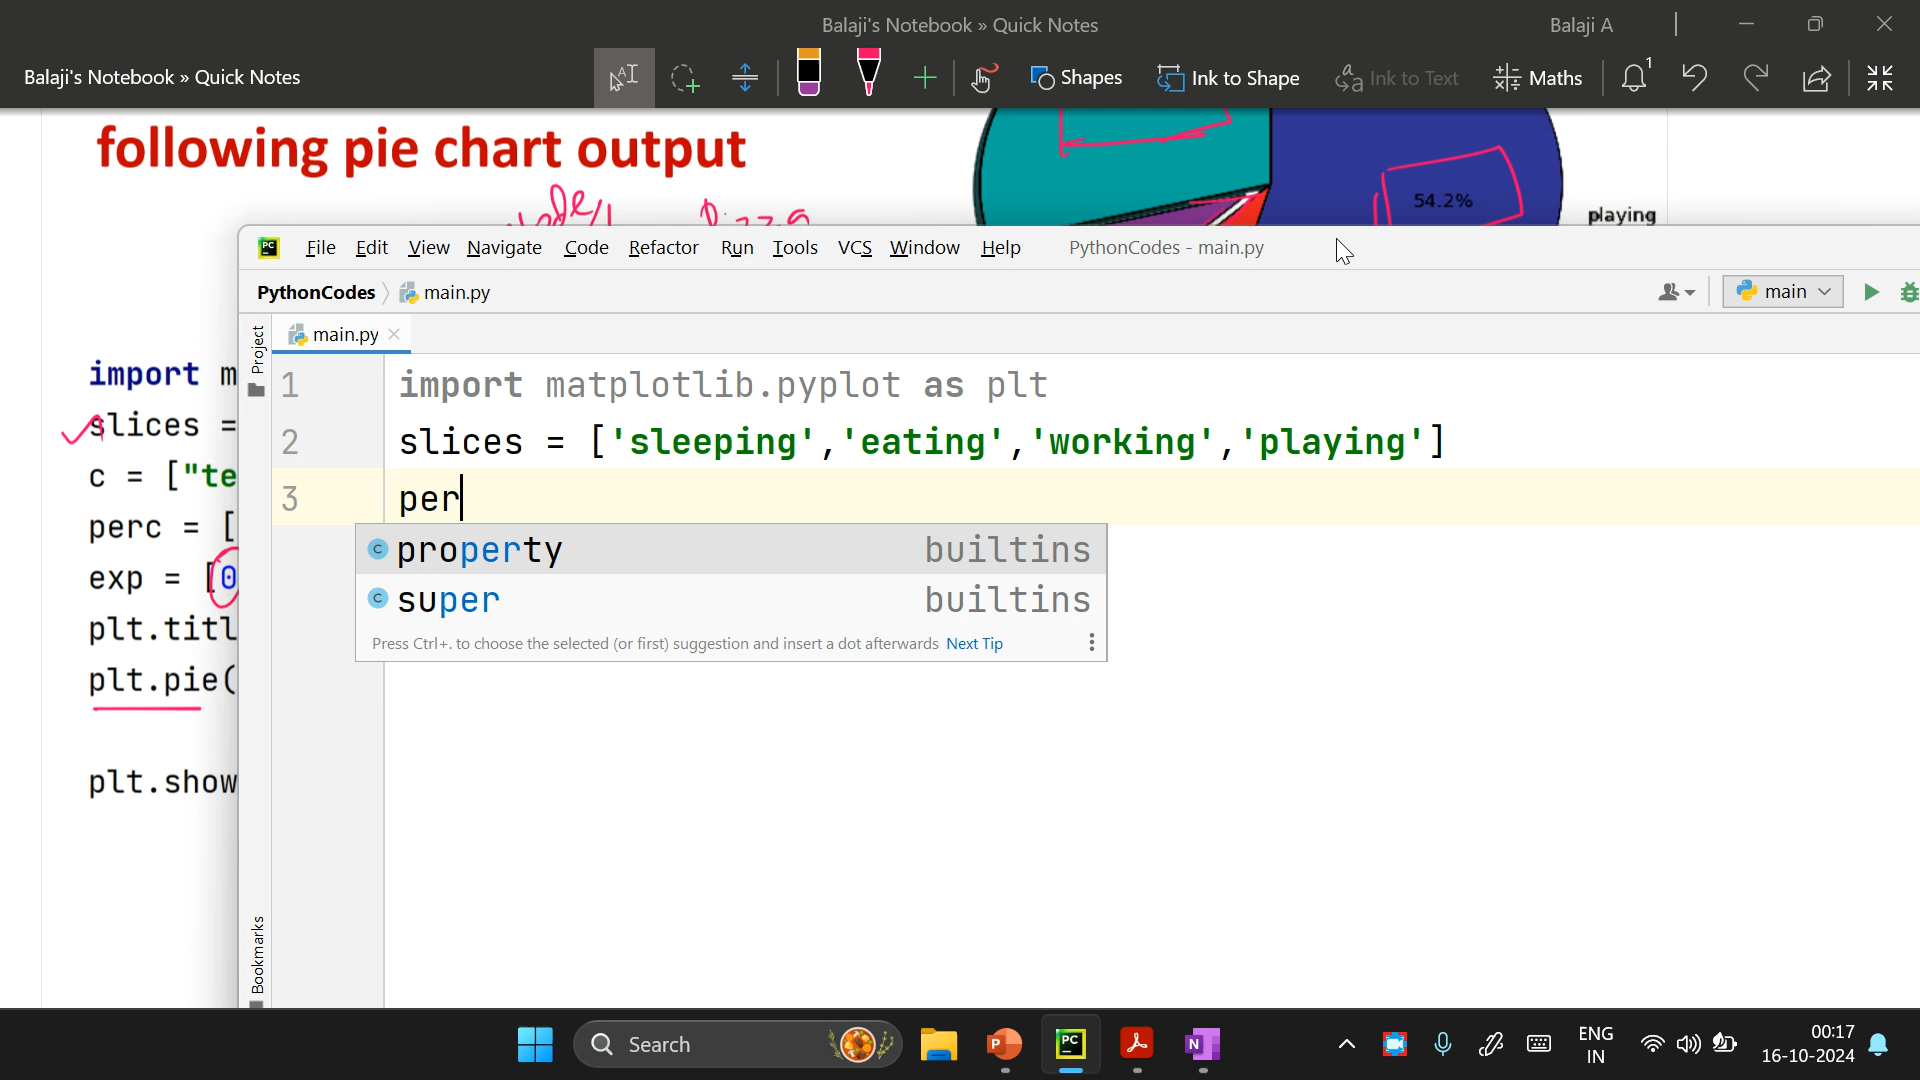 Balaji's Notebook » Quick Notes
Balaji A
Balaji's Notebook » Quick Notes
Shapes
Ink to Shape
Ink to Text
Maths
1
following pie chart output
54.2%
playing
Pizza
PC
File Edit View Navigate Code Refactor Run Tools VCS Window Help
PythonCodes - main.py
PythonCodes
main.py
main
Project
main.py
import m
slices =
c = ["te
perc = [
exp = [0
plt.titl
plt.pie(
plt.show
1 import matplotlib.pyplot as plt
2 slices = ['sleeping','eating','working','playing']
3 per
property builtins
super builtins
Press Ctrl+. to choose the selected (or first) suggestion and insert a dot afterwards Next Tip
Bookmarks
Search
P
PC
N
ENG
IN
00:17
16-10-2024